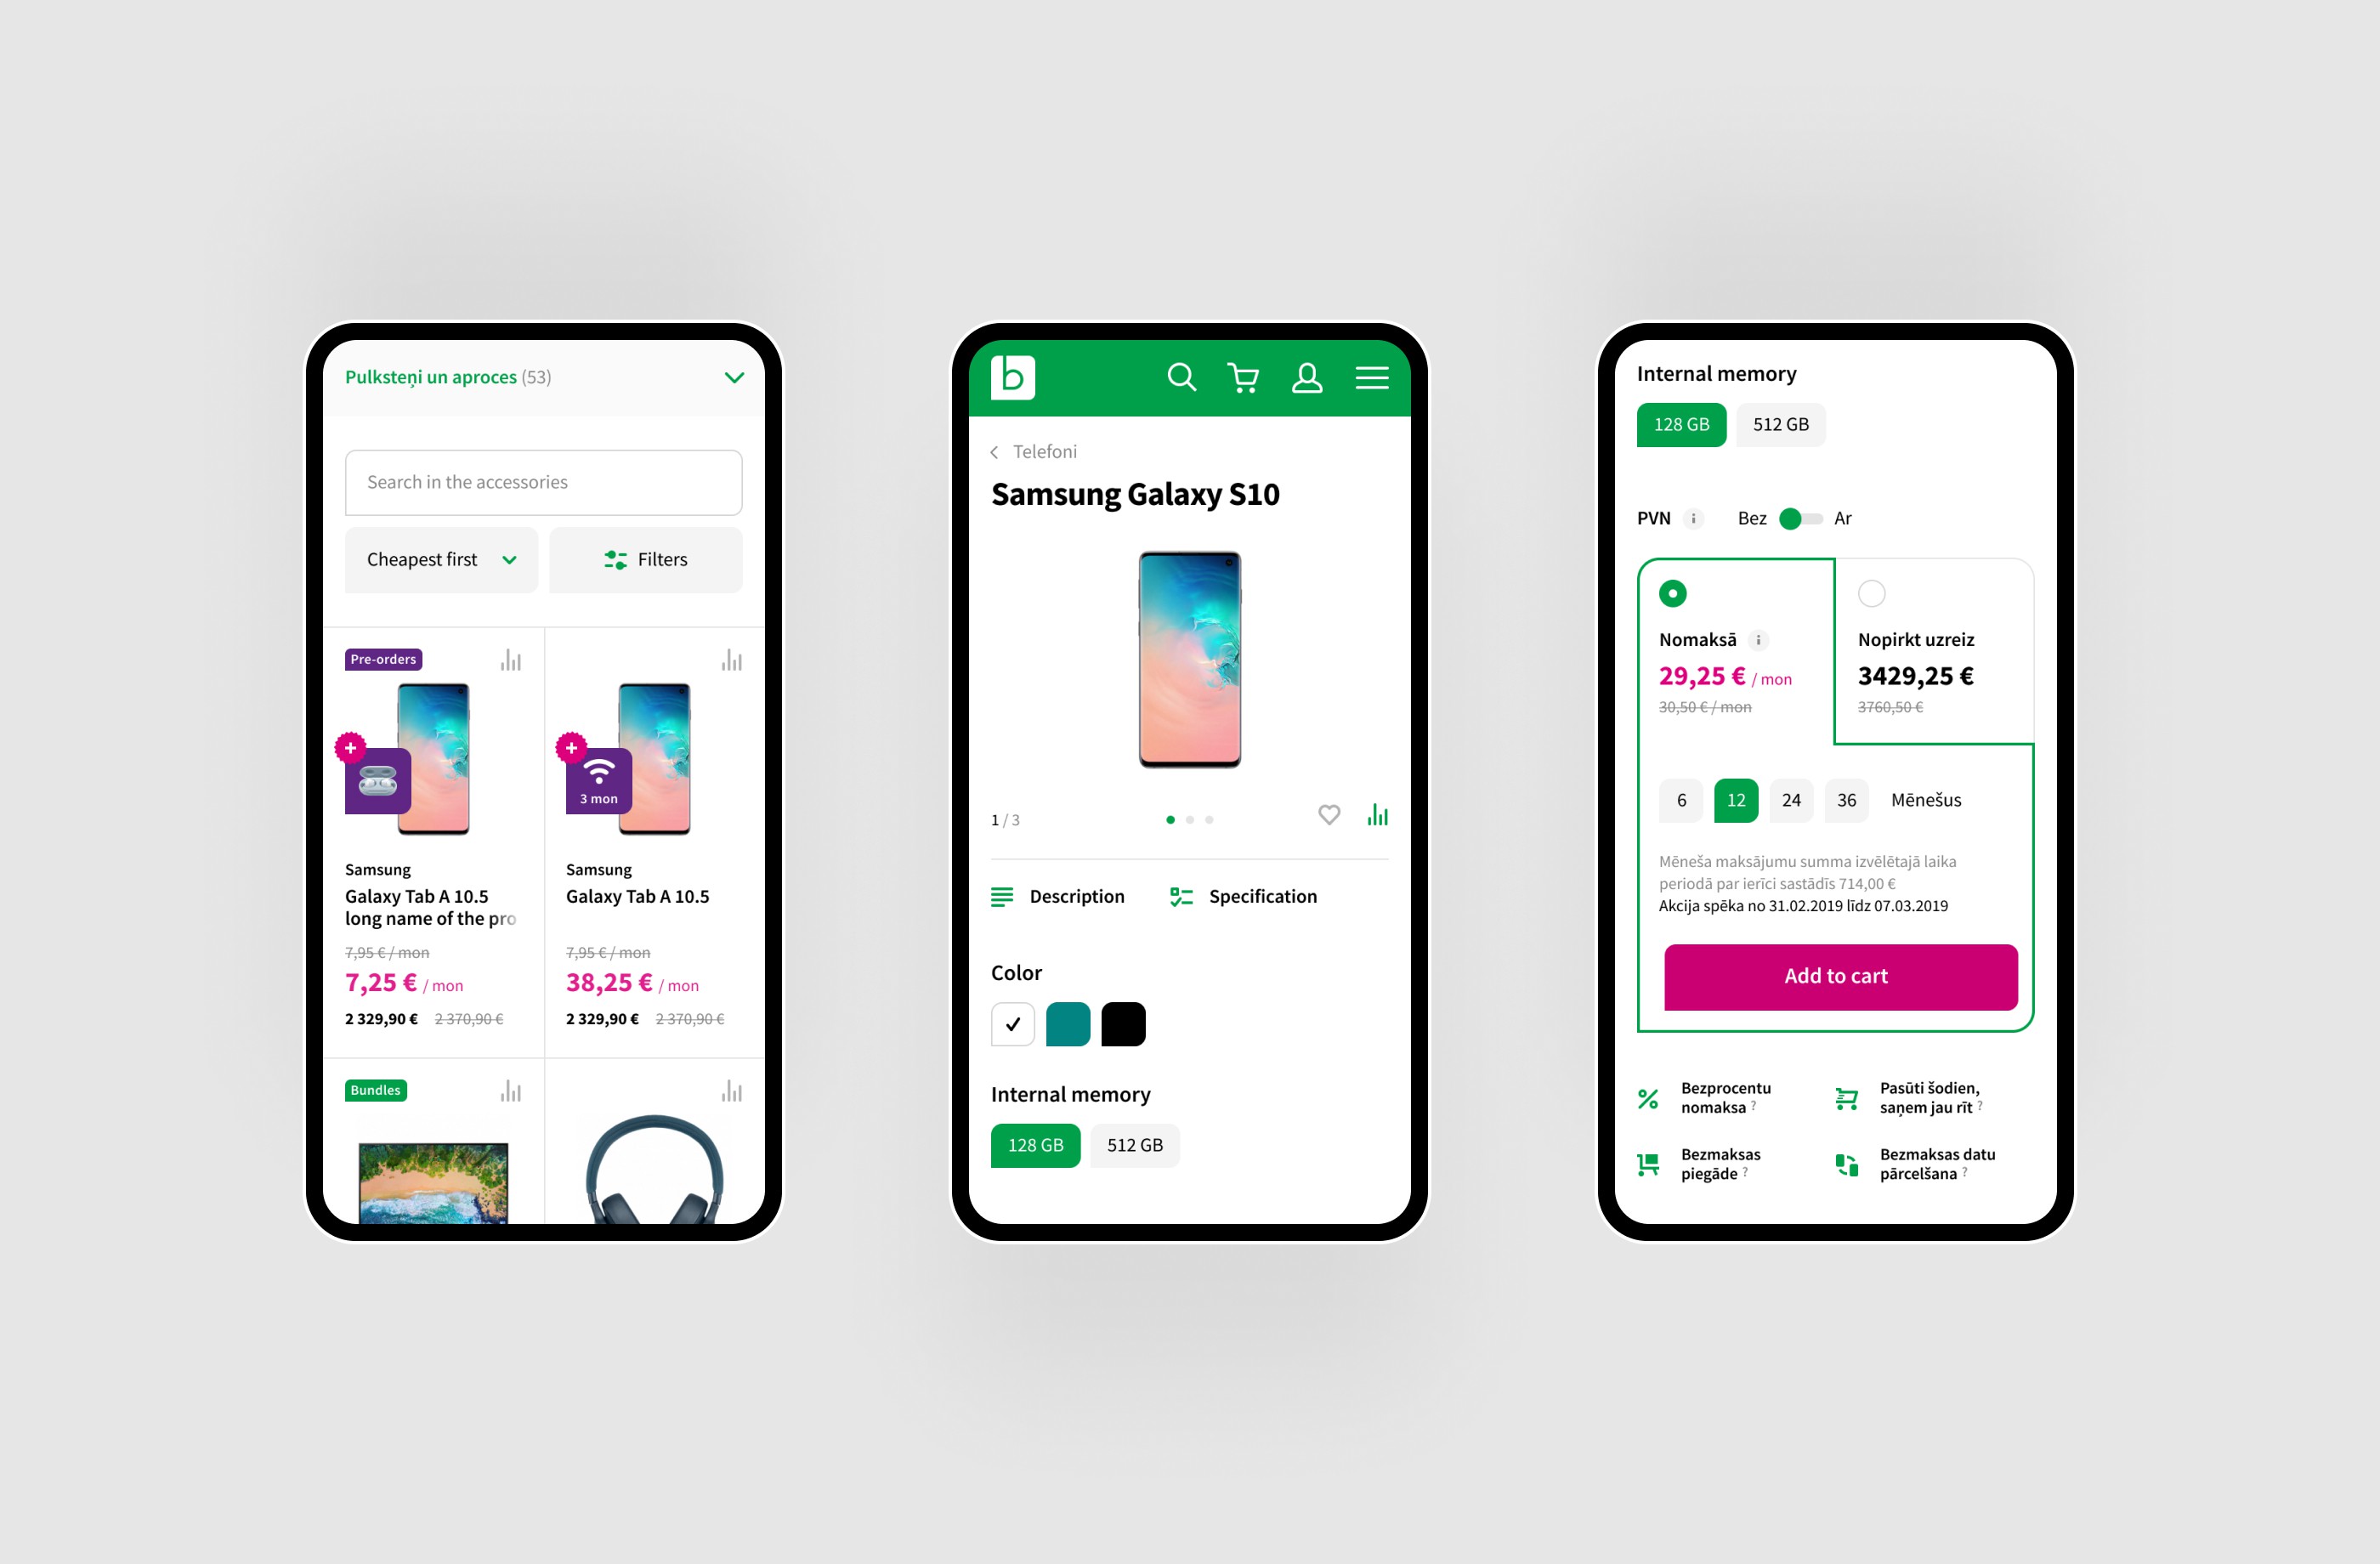 Pulksteņi un aproces (53)
Search in the accessories
Cheapest first
Filters
Pre-orders
3 mon
Samsung
Galaxy Tab A 10.5
long name of the pro
7,95 € / mon
7,25 € / mon
2 329,90 € 2 370,90 €
Samsung
Galaxy Tab A 10.5
7,95 € / mon
38,25 € / mon
2 329,90 € 2 370,90 €
Bundles
b
Telefoni
Samsung Galaxy S10
1 / 3
Description
Specification
Color
Internal memory
128 GB
512 GB
Internal memory
128 GB
512 GB
PVN i Bez Ar
Nomaksā i
29,25 € / mon
30,50 € / mon
Nopirkt uzreiz
3429,25 €
3760,50 €
6 12 24 36 Mēnešus
Mēneša maksājumu summa izvēlētajā laika
periodā par ierīci sastādīs 714,00 €
Akcija spēka no 31.02.2019 līdz 07.03.2019
Add to cart
Bezprocentu
nomaksa ?
Pasūti šodien,
saņem jau rīt ?
Bezmaksas
piegāde ?
Bezmaksas datu
pārcelšana ?